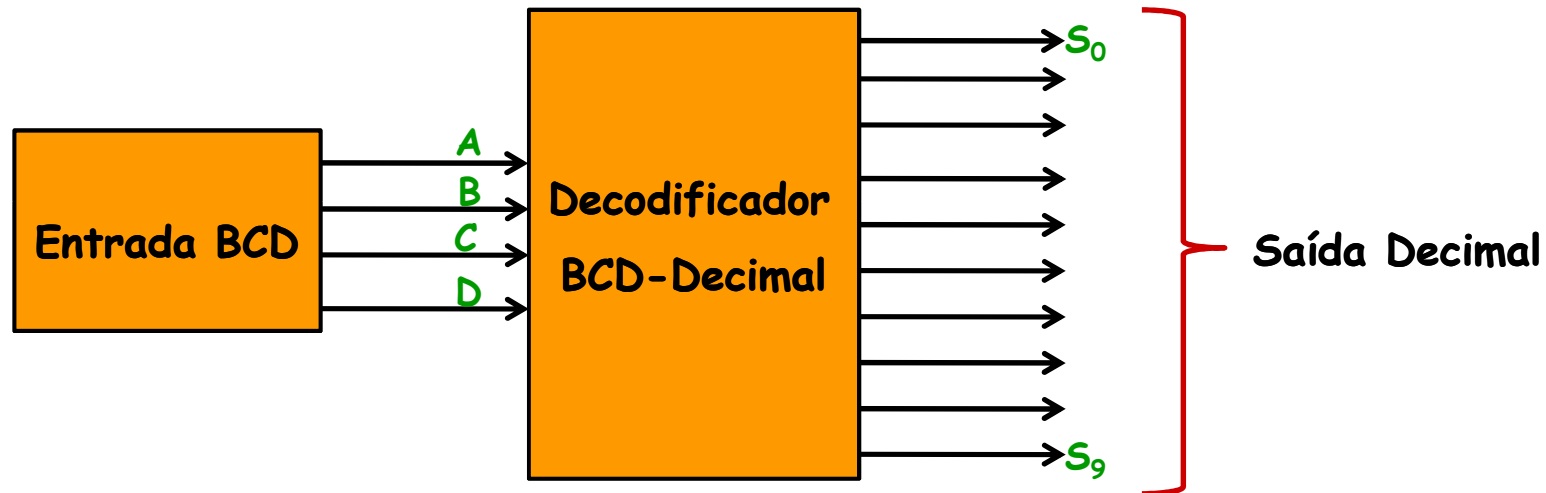 Entrada BCD
A
B
C
D
Decodificador
BCD-Decimal
S₀
S₉
Saída Decimal